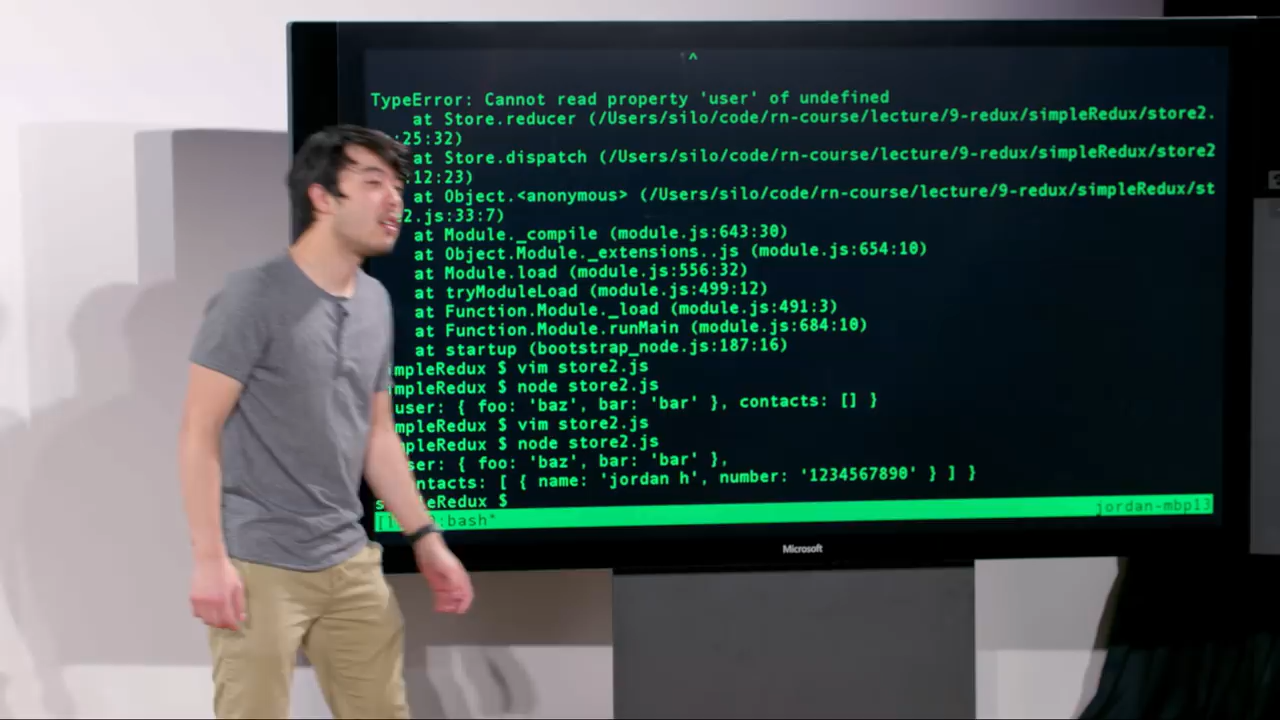 ^
TypeError: Cannot read property 'user' of undefined
at Store.reducer (/Users/silo/code/rn-course/lecture/9-redux/simpleRedux/store2.
:25:32)
at Store.dispatch (/Users/silo/code/rn-course/lecture/9-redux/simpleRedux/store2
:12:23)
at Object.<anonymous> (/Users/silo/code/rn-course/lecture/9-redux/simpleRedux/st
2.js:33:7)
at Module._compile (module.js:643:30)
at Object.Module._extensions..js (module.js:654:10)
at Module.load (module.js:556:32)
at tryModuleLoad (module.js:499:12)
at Function.Module._load (module.js:491:3)
at Function.Module.runMain (module.js:684:10)
at startup (bootstrap_node.js:187:16)
mpleRedux $ vim store2.js
mpleRedux $ node store2.js
user: { foo: 'baz', bar: 'bar' }, contacts: [] }
mpleRedux $ vim store2.js
mpleRedux $ node store2.js
ser: { foo: 'baz', bar: 'bar' },
ntacts: [ { name: 'jordan h', number: '1234567890' } ] }
s pleRedux $
:bash* jordan-mbp13
Microsoft